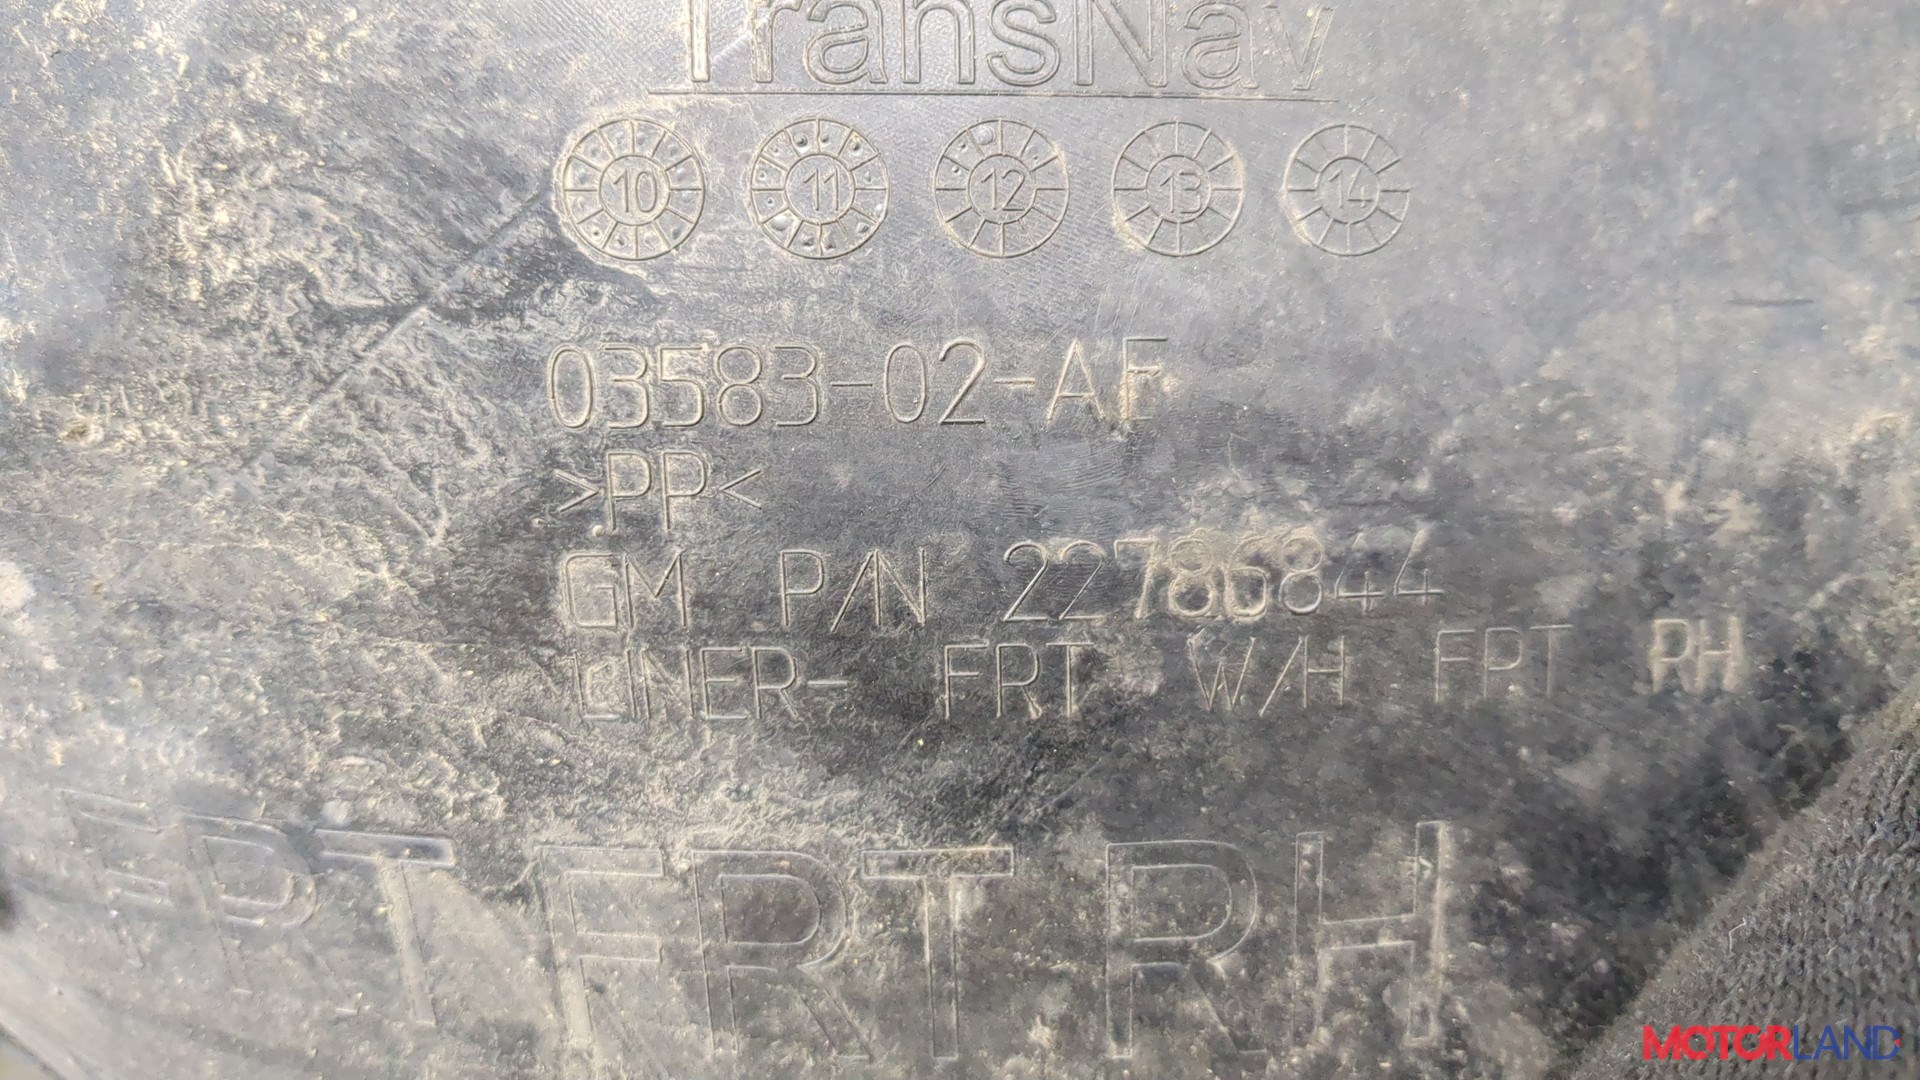 TransNav
10 11 12 13 14
03583-02-AE
>PP<
GM P/N 22786844
LINER- FRT W/H FPT RH
FPT FRT RH
MOTORLAND